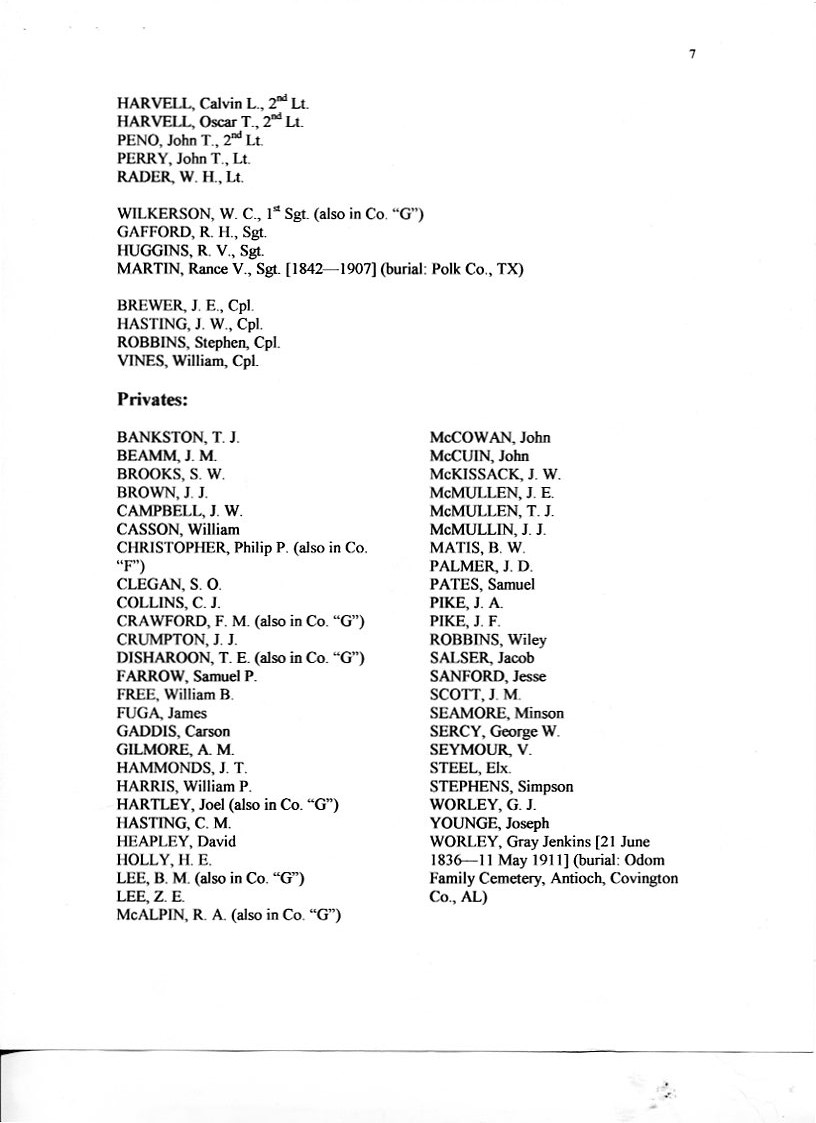 7
HARVELL, Calvin L., 2nd Lt.
HARVELL, Oscar T., 2nd Lt.
PENO, John T., 2nd Lt.
PERRY, John T., Lt.
RADER, W. H., Lt.
WILKERSON, W. C., 1st Sgt. (also in Co. “G”)
GAFFORD, R. H., Sgt.
HUGGINS, R. V., Sgt.
MARTIN, Rance V., Sgt. [1842—1907] (burial: Polk Co., TX)
BREWER, J. E., Cpl.
HASTING, J. W., Cpl.
ROBBINS, Stephen, Cpl.
VINES, William, Cpl.
Privates:
BANKSTON, T. J.
BEAMM, J. M.
BROOKS, S. W.
BROWN, J. J.
CAMPBELL, J. W.
CASSON, William
CHRISTOPHER, Philip P. (also in Co.
“F”)
CLEGAN, S. O.
COLLINS, C. J.
CRAWFORD, F. M. (also in Co. “G”)
CRUMPTON, J. J.
DISHAROON, T. E. (also in Co. “G”)
FARROW, Samuel P.
FREE, William B.
FUGA, James
GADDIS, Carson
GILMORE, A. M.
HAMMONDS, J. T.
HARRIS, William P.
HARTLEY, Joel (also in Co. “G”)
HASTING, C. M.
HEAPLEY, David
HOLLY, H. E.
LEE, B. M. (also in Co. “G”)
LEE, Z. E.
McALPIN, R. A. (also in Co. “G”)
McCOWAN, John
McCUIN, John
McKISSACK, J. W.
McMULLEN, J. E.
McMULLEN, T. J.
McMULLIN, J. J.
MATIS, B. W.
PALMER, J. D.
PATES, Samuel
PIKE, J. A.
PIKE, J. F.
ROBBINS, Wiley
SALSER, Jacob
SANFORD, Jesse
SCOTT, J. M.
SEAMORE, Minson
SERCY, George W.
SEYMOUR, V.
STEEL, Elx.
STEPHENS, Simpson
WORLEY, G. J.
YOUNGE, Joseph
WORLEY, Gray Jenkins [21 June
1836—11 May 1911] (burial: Odom
Family Cemetery, Antioch, Covington
Co., AL)